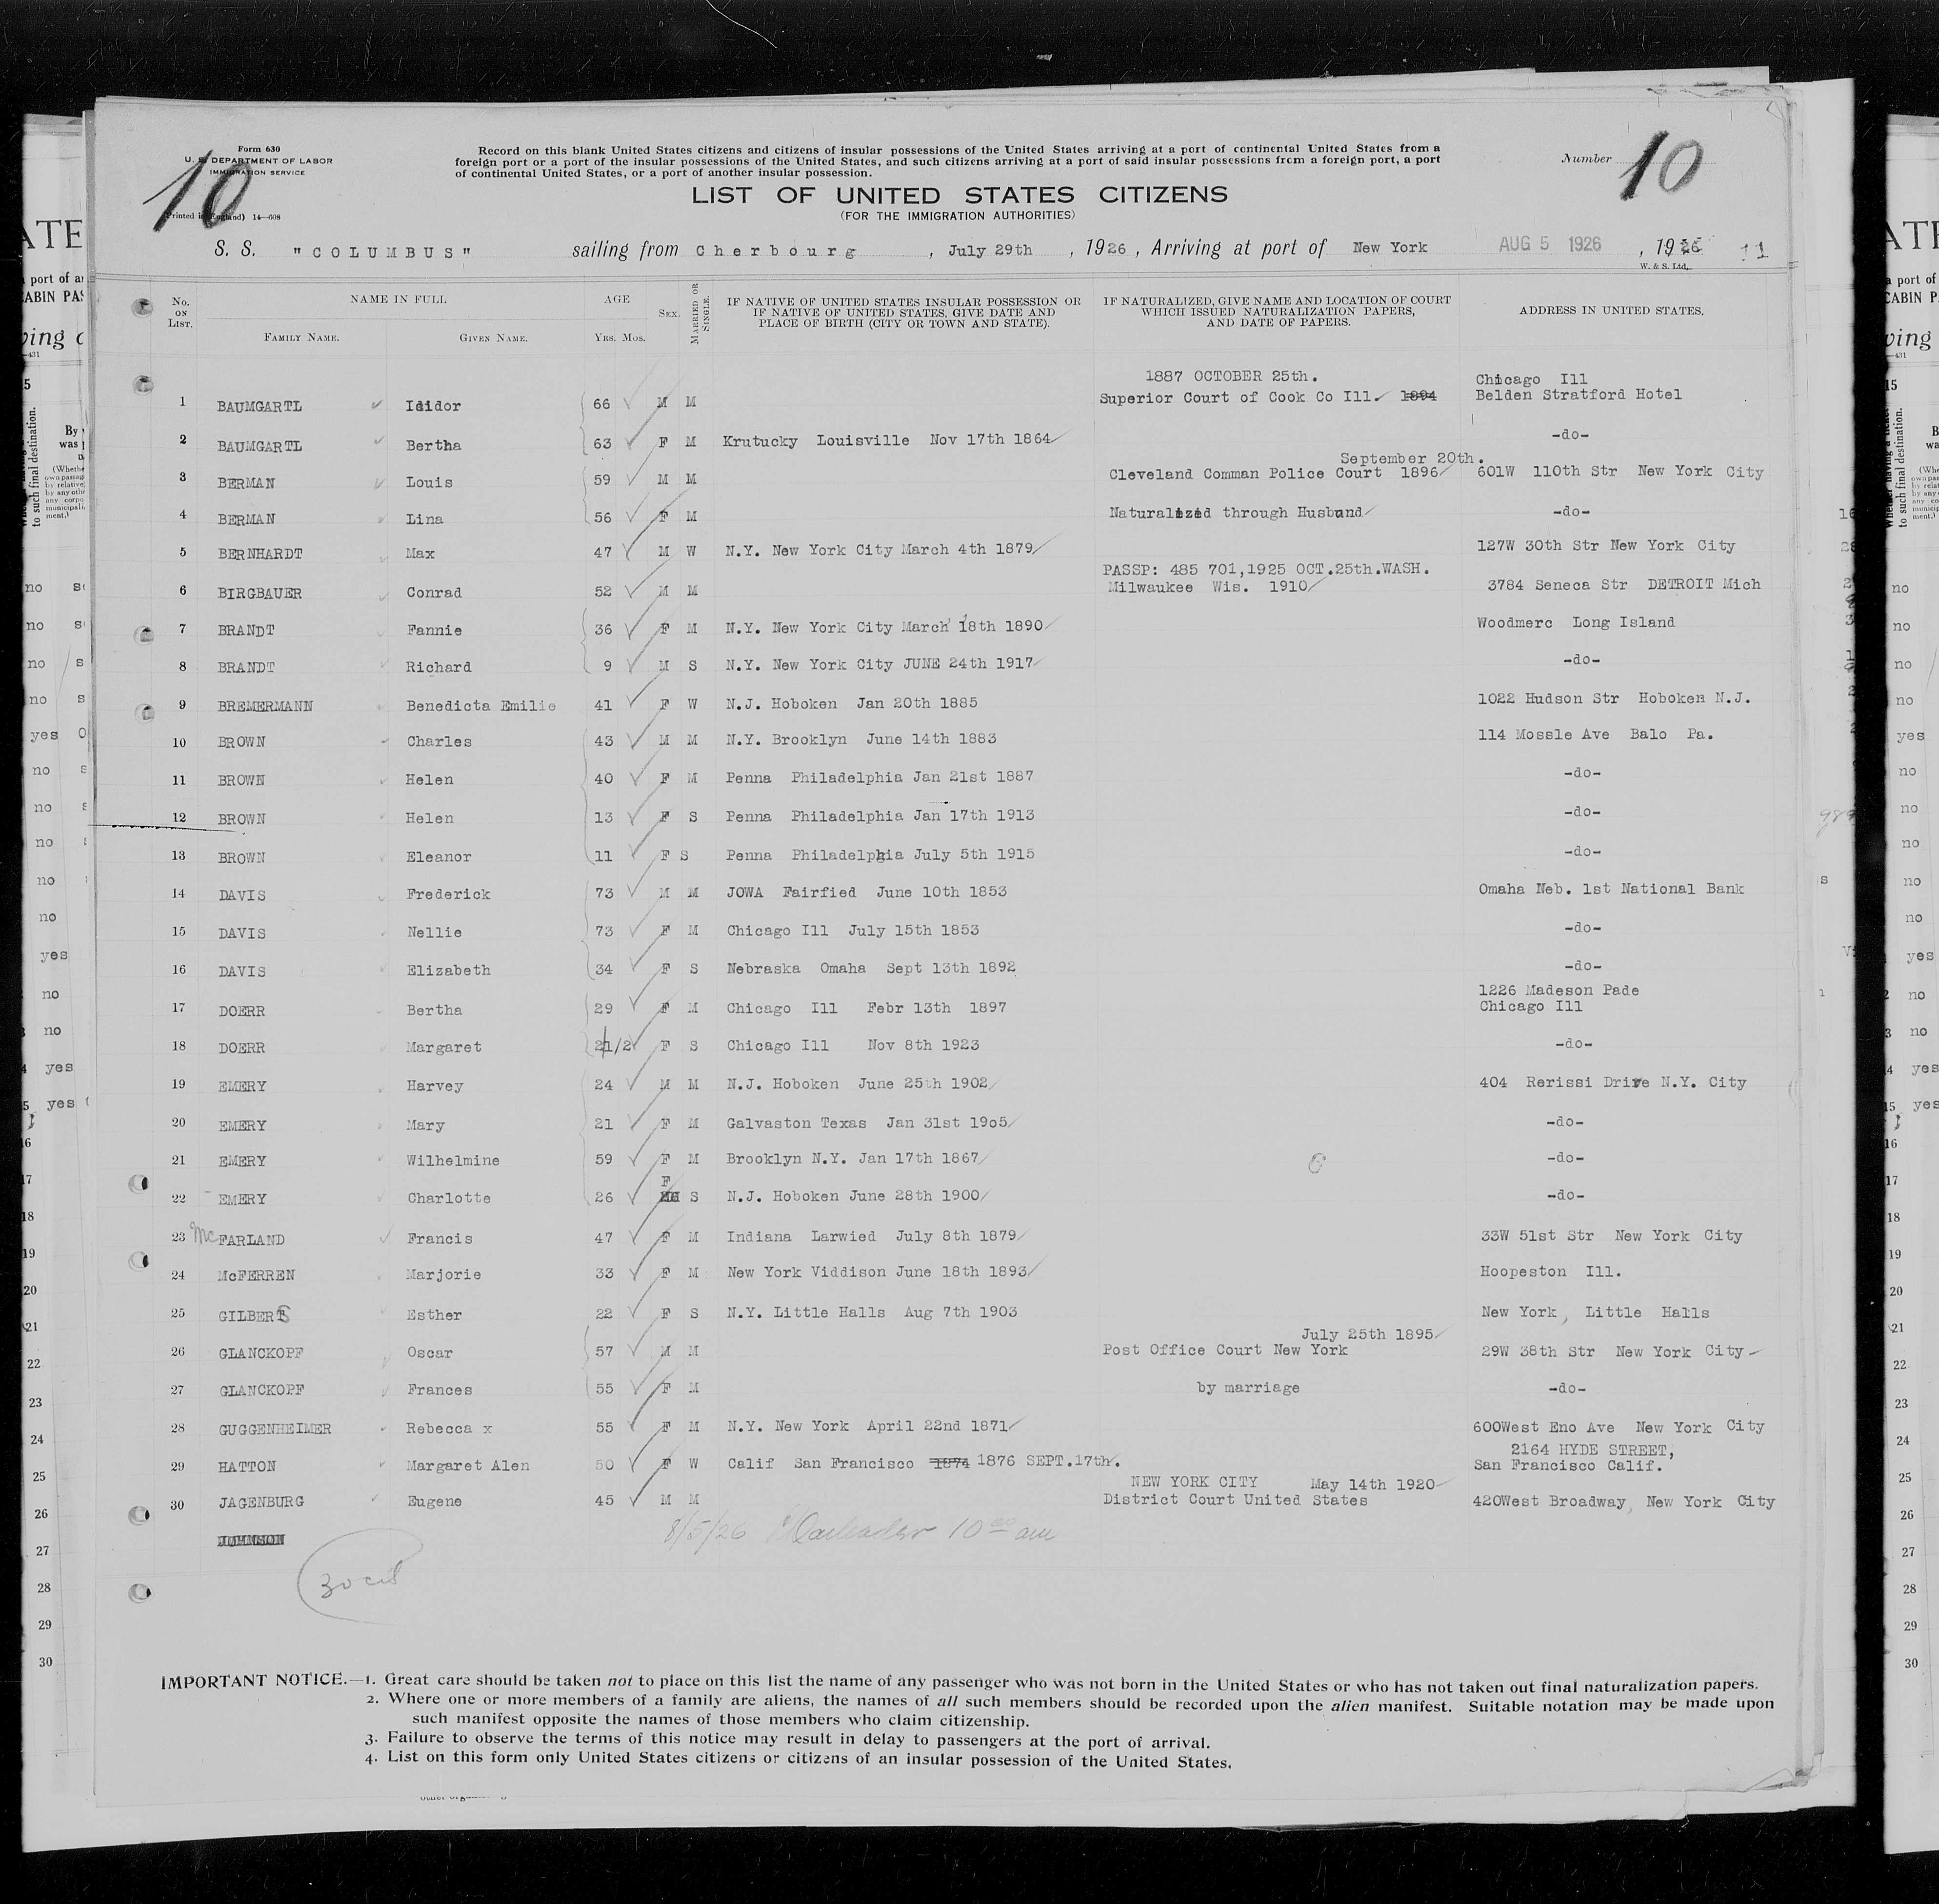 Form 630
U. S. DEPARTMENT OF LABOR
IMMIGRATION SERVICE
10
Printed in England) 14—608
Record on this blank United States citizens and citizens of insular possessions of the United States arriving at a port of continental United States from a
foreign port or a port of the insular possessions of the United States, and such citizens arriving at a port of said insular possessions from a foreign port, a port
of continental United States, or a port of another insular possession.
Number 10
LIST OF UNITED STATES CITIZENS
(FOR THE IMMIGRATION AUTHORITIES)
S. S. "COLUMBUS" sailing from Cherbourg, July 29th, 1926, Arriving at port of New York AUG 5 1926, 1926 11
W. & S. Ltd.
No. ON LIST. NAME IN FULL AGE SEX. MARRIED OR SINGLE. IF NATIVE OF UNITED STATES INSULAR POSSESSION OR IF NATIVE OF UNITED STATES, GIVE DATE AND PLACE OF BIRTH (CITY OR TOWN AND STATE). IF NATURALIZED, GIVE NAME AND LOCATION OF COURT WHICH ISSUED NATURALIZATION PAPERS, AND DATE OF PAPERS. ADDRESS IN UNITED STATES.
FAMILY NAME. GIVEN NAME. YRS. MOS.
1887 OCTOBER 25th. Chicago Ill
1 BAUMGARTL Isidor 66 M M Superior Court of Cook Co Ill. 1894 Belden Stratford Hotel
2 BAUMGARTL Bertha 63 F M Krutucky Louisville Nov 17th 1864 -do-
September 20th.
3 BERMAN Louis 59 M M Cleveland Comman Police Court 1896 601W 110th Str New York City
4 BERMAN Lina 56 F M Naturalized through Husbund -do-
5 BERNHARDT Max 47 M W N.Y. New York City March 4th 1879 127W 30th Str New York City
PASSP: 485 701,1925 OCT.25th.WASH.
6 BIRGBAUER Conrad 52 M M Milwaukee Wis. 1910 3784 Seneca Str DETROIT Mich
7 BRANDT Fannie 36 F M N.Y. New York City March 18th 1890 Woodmerc Long Island
8 BRANDT Richard 9 M S N.Y. New York City JUNE 24th 1917 -do-
9 BREMERMANN Benedicta Emilie 41 F W N.J. Hoboken Jan 20th 1885 1022 Hudson Str Hoboken N.J.
10 BROWN Charles 43 M M N.Y. Brooklyn June 14th 1883 114 Mossle Ave Balo Pa.
11 BROWN Helen 40 F M Penna Philadelphia Jan 21st 1887 -do-
12 BROWN Helen 13 F S Penna Philadelphia Jan 17th 1913 -do-
13 BROWN Eleanor 11 F S Penna Philadelphia July 5th 1915 -do-
14 DAVIS Frederick 73 M M JOWA Fairfied June 10th 1853 Omaha Neb. 1st National Bank
15 DAVIS Nellie 73 F M Chicago Ill July 15th 1853 -do-
16 DAVIS Elizabeth 34 F S Nebraska Omaha Sept 13th 1892 -do-
1226 Madeson Pade
17 DOERR Bertha 29 F M Chicago Ill Febr 13th 1897 Chicago Ill
18 DOERR Margaret 21/2 F S Chicago Ill Nov 8th 1923 -do-
19 EMERY Harvey 24 M M N.J. Hoboken June 25th 1902 404 Rerissi Drive N.Y. City
20 EMERY Mary 21 F M Galvaston Texas Jan 31st 19o5 -do-
21 EMERY Wilhelmine 59 F M Brooklyn N.Y. Jan 17th 1867 -do-
22 EMERY Charlotte 26 F S N.J. Hoboken June 28th 1900 -do-
23 McFARLAND Francis 47 F M Indiana Larwied July 8th 1879 33W 51st Str New York City
24 McFERREN Marjorie 33 F M New York Viddison June 18th 1893 Hoopeston Ill.
25 GILBERT Esther 22 F S N.Y. Little Halls Aug 7th 1903 New York, Little Halls
July 25th 1895
26 GLANCKOPF Oscar 57 M M Post Office Court New York 29W 38th Str New York City
27 GLANCKOPF Frances 55 F M by marriage -do-
28 GUGGENHEIMER Rebecca x 55 F M N.Y. New York April 22nd 1871 600West Eno Ave New York City
2164 HYDE STREET,
29 HATTON Margaret Alen 50 F W Calif San Francisco 1874 1876 SEPT.17th. San Francisco Calif.
NEW YORK CITY May 14th 1920
30 JAGENBURG Eugene 45 M M District Court United States 420West Broadway, New York City
JOHNSON
8/5/26 10 00 am
30 cit
IMPORTANT NOTICE.—1. Great care should be taken not to place on this list the name of any passenger who was not born in the United States or who has not taken out final naturalization papers.
2. Where one or more members of a family are aliens, the names of all such members should be recorded upon the alien manifest. Suitable notation may be made upon
such manifest opposite the names of those members who claim citizenship.
3. Failure to observe the terms of this notice may result in delay to passengers at the port of arrival.
4. List on this form only United States citizens or citizens of an insular possession of the United States.